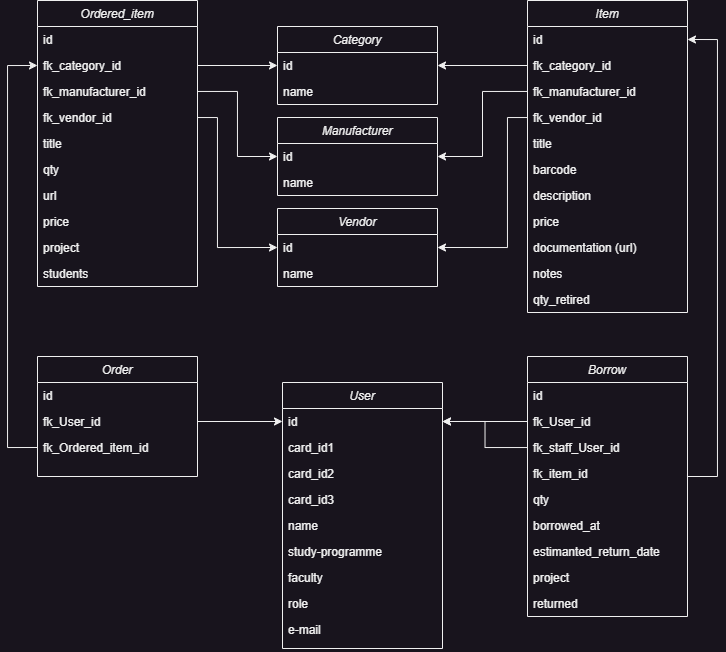 Ordered_item
id
fk_category_id
fk_manufacturer_id
fk_vendor_id
title
qty
url
price
project
students
Category
id
name
Manufacturer
id
name
Vendor
id
name
Item
id
fk_category_id
fk_manufacturer_id
fk_vendor_id
title
barcode
description
price
documentation (url)
notes
qty_retired
Order
id
fk_User_id
fk_Ordered_item_id
User
id
card_id1
card_id2
card_id3
name
study-programme
faculty
role
e-mail
Borrow
id
fk_User_id
fk_staff_User_id
fk_item_id
qty
borrowed_at
estimanted_return_date
project
returned